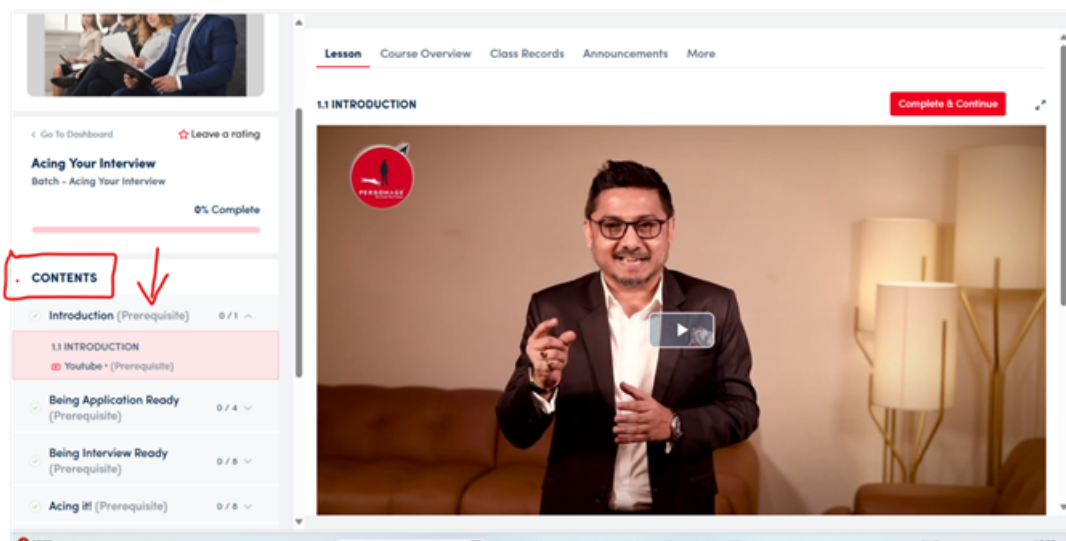 Lesson Course Overview Class Records Announcements More
1.1 INTRODUCTION
Complete & Continue
PERSONAGE
Go To Dashboard
Leave a rating
Acing Your Interview
Batch - Acing Your Interview
0% Complete
CONTENTS
Introduction (Prerequisite) 0 / 1
1.1 INTRODUCTION
Youtube • (Prerequisite)
Being Application Ready
(Prerequisite)
0 / 4
Being Interview Ready
(Prerequisite)
0 / 8
Acing it! (Prerequisite) 0 / 8